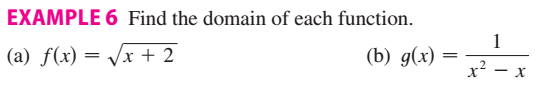 EXAMPLE 6 Find the domain of each function.
(a) f(x) = √(x + 2) (b) g(x) = 1/(x² − x)